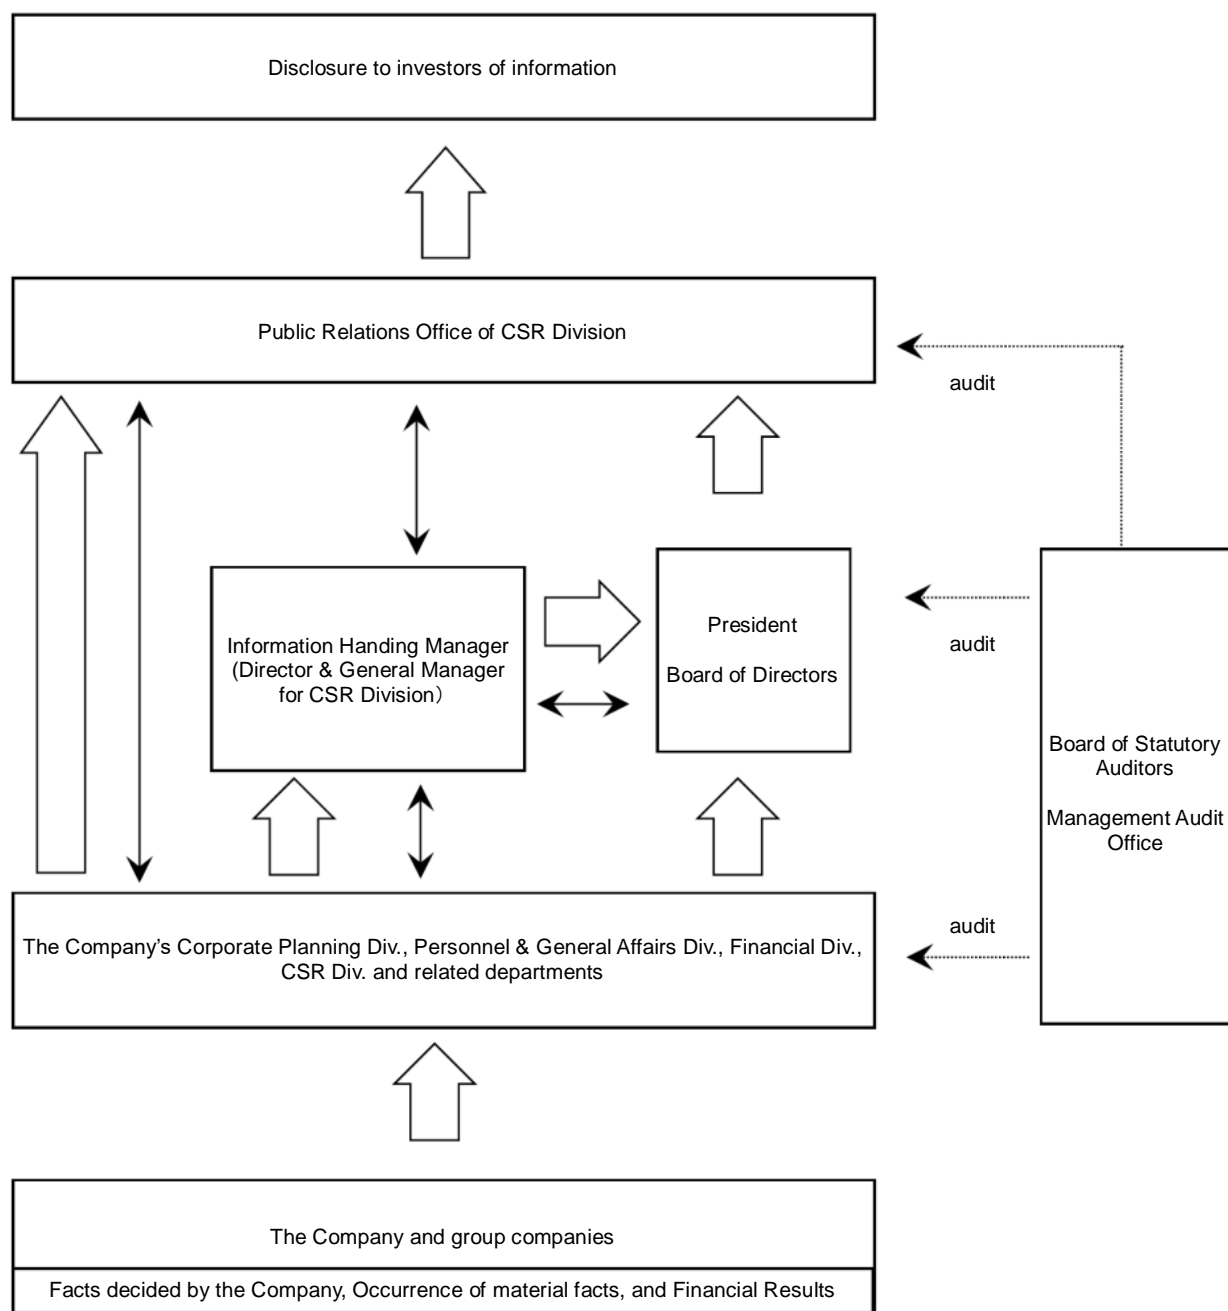 Disclosure to investors of information
Public Relations Office of CSR Division
audit
Information Handing Manager
(Director & General Manager
for CSR Division）
President
Board of Directors
audit
Board of Statutory
Auditors
Management Audit
Office
The Company’s Corporate Planning Div., Personnel & General Affairs Div., Financial Div.,
CSR Div. and related departments
audit
The Company and group companies
Facts decided by the Company, Occurrence of material facts, and Financial Results